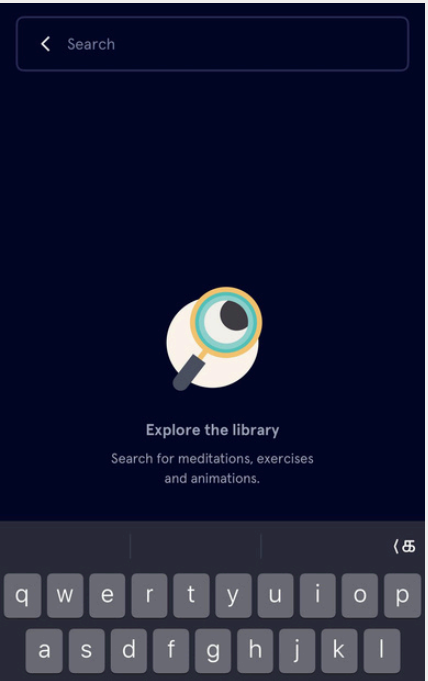 Search
Explore the library
Search for meditations, exercises
and animations.
க
q w e r t y u i o p
a s d f g h j k l